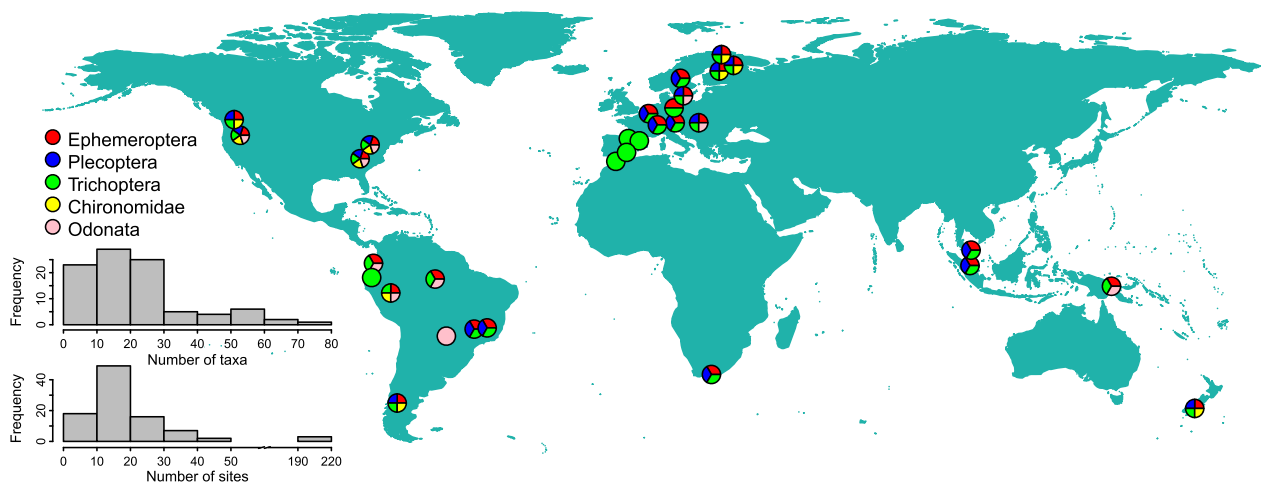 Ephemeroptera
Plecoptera
Trichoptera
Chironomidae
Odonata
Frequency
0 10 20
0 10 20 30 40 50 60 70 80
Number of taxa
Frequency
0 20 40
0 10 20 30 40 50 190 220
Number of sites